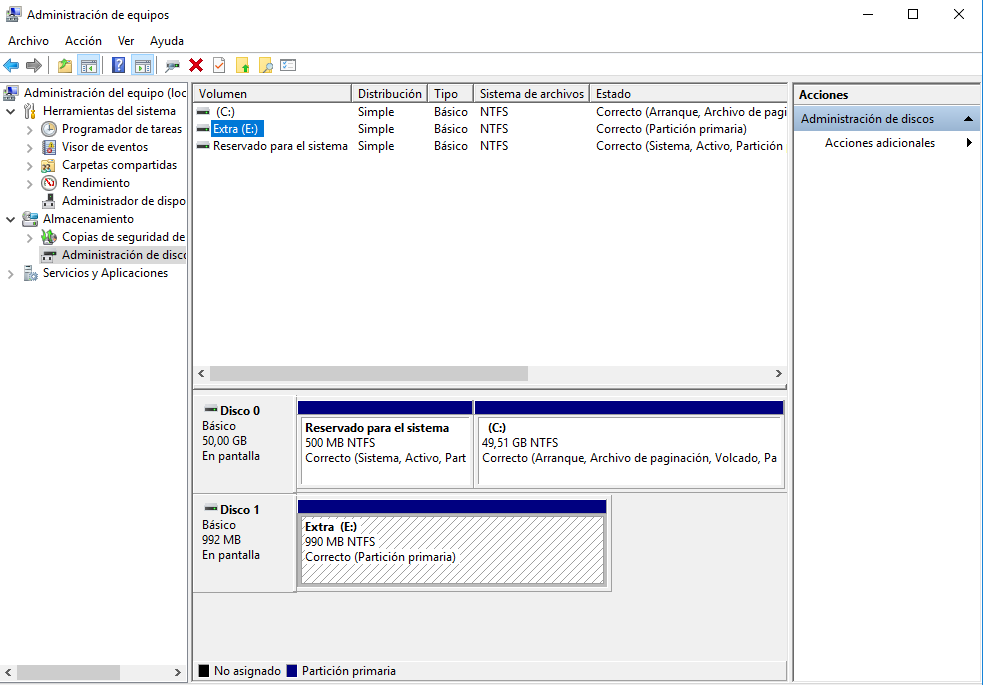 Administración de equipos
Archivo Acción Ver Ayuda
Administración del equipo (loc
Herramientas del sistema
Programador de tareas
Visor de eventos
Carpetas compartidas
Rendimiento
Administrador de dispo
Almacenamiento
Copias de seguridad de
Administración de disco
Servicios y Aplicaciones
Volumen Distribución Tipo Sistema de archivos Estado
(C:) Simple Básico NTFS Correcto (Arranque, Archivo de pagi
Extra (E:) Simple Básico NTFS Correcto (Partición primaria)
Reservado para el sistema Simple Básico NTFS Correcto (Sistema, Activo, Partición
Disco 0
Básico
50,00 GB
En pantalla
Reservado para el sistema
500 MB NTFS
Correcto (Sistema, Activo, Part
(C:)
49,51 GB NTFS
Correcto (Arranque, Archivo de paginación, Volcado, Pa
Disco 1
Básico
992 MB
En pantalla
Extra (E:)
990 MB NTFS
Correcto (Partición primaria)
No asignado Partición primaria
Acciones
Administración de discos
Acciones adicionales